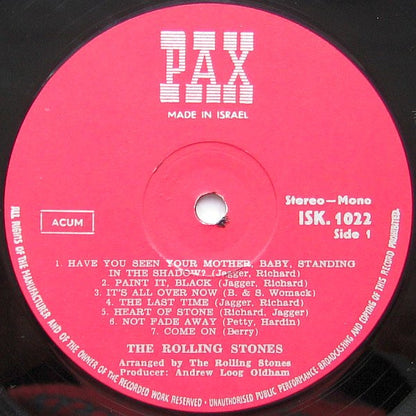 PAX
MADE IN ISRAEL
Stereo—Mono
ISK. 1022
Side 1
ACUM
1. HAVE YOU SEEN YOUR MOTHER, BABY, STANDING
IN THE SHADOW? (Jagger, Richard)
2. PAINT IT, BLACK (Jagger, Richard)
3. IT'S ALL OVER NOW (B. & S. Womack)
4. THE LAST TIME (Jagger, Richard)
5. HEART OF STONE (Richard, Jagger)
6. NOT FADE AWAY (Petty, Hardin)
7. COME ON (Berry)
THE ROLLING STONES
Arranged by The Rolling Stones
Producer: Andrew Loog Oldham
ALL RIGHTS OF THE MANUFACTURER AND OF THE OWNER OF THE RECORDED WORK RESERVED — UNAUTHORISED PUBLIC PERFORMANCE, BROADCASTING AND COPYING OF THIS RECORD PROHIBITED.